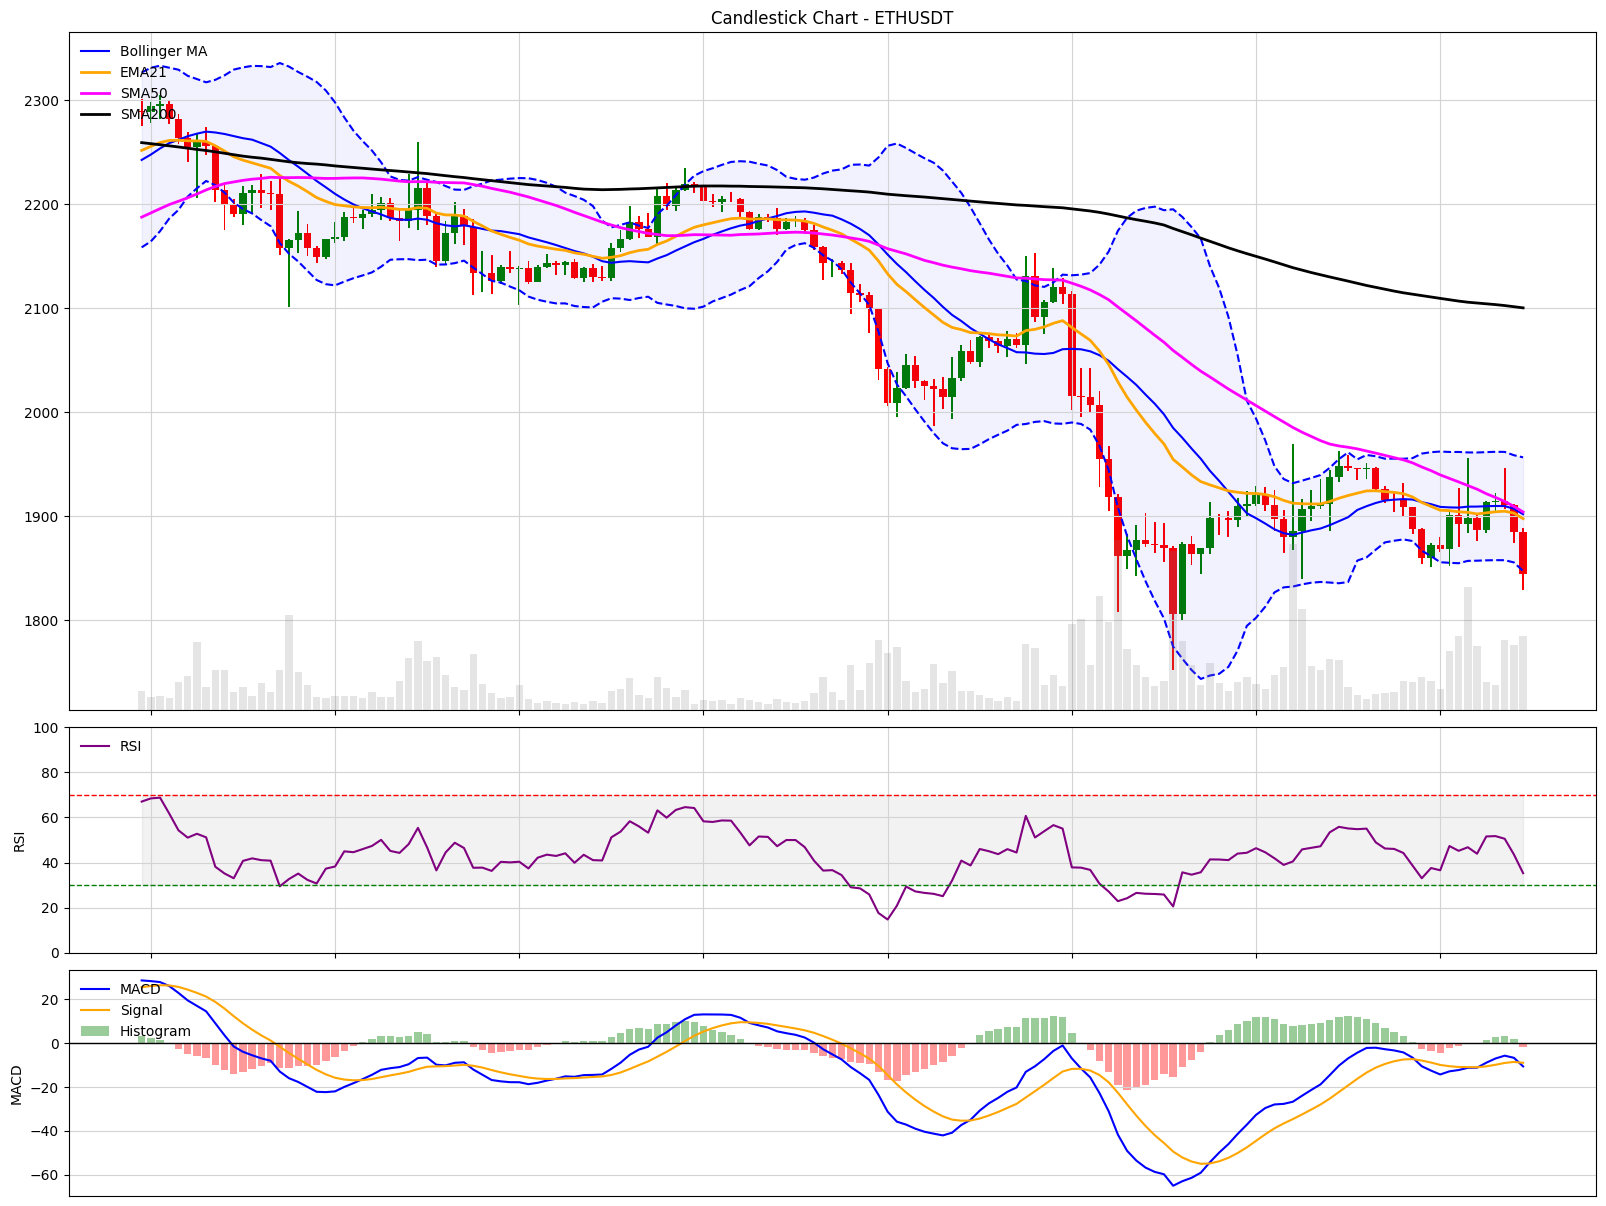 Candlestick Chart - ETHUSDT
Bollinger MA
EMA21
SMA50
SMA200
2300
2200
2100
2000
1900
1800
RSI
100
80
60
40
20
0
RSI
MACD
Signal
Histogram
20
0
−20
−40
−60
MACD